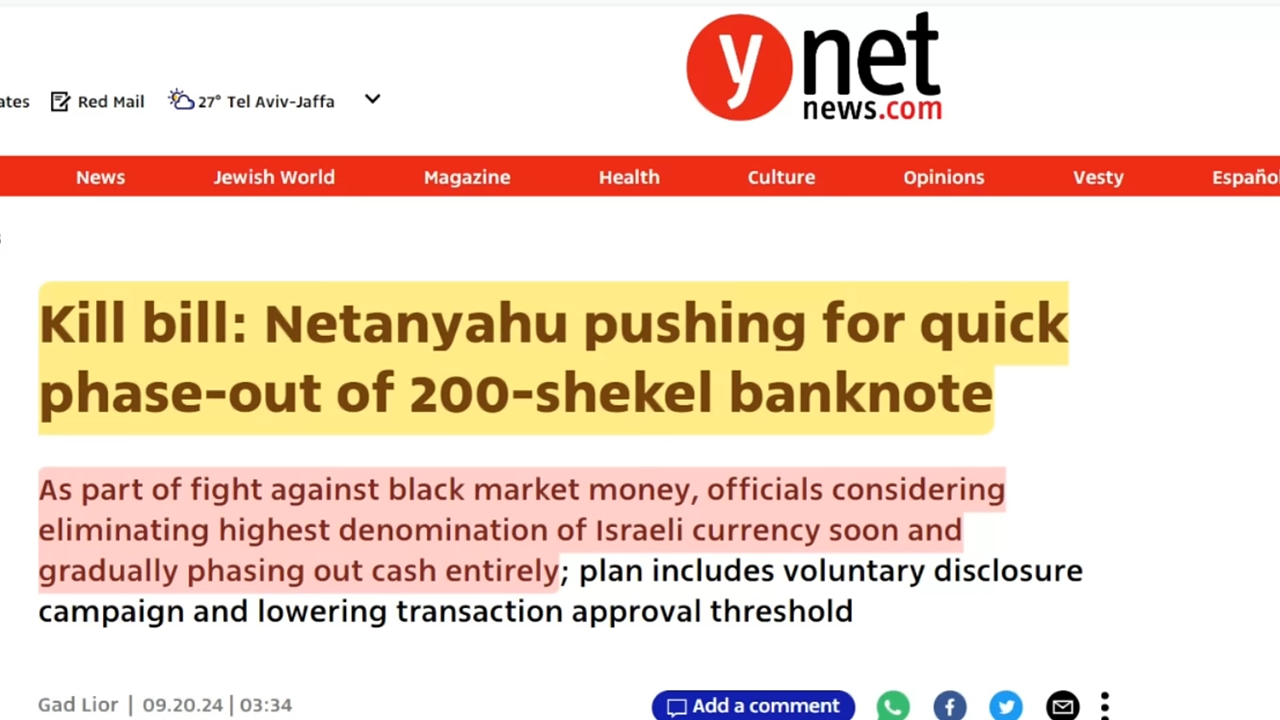 ynet
news.com
ates Red Mail 27° Tel Aviv-Jaffa
News Jewish World Magazine Health Culture Opinions Vesty Españo
Kill bill: Netanyahu pushing for quick
phase-out of 200-shekel banknote
As part of fight against black market money, officials considering
eliminating highest denomination of Israeli currency soon and
gradually phasing out cash entirely; plan includes voluntary disclosure
campaign and lowering transaction approval threshold
Gad Lior | 09.20.24 | 03:34 Add a comment